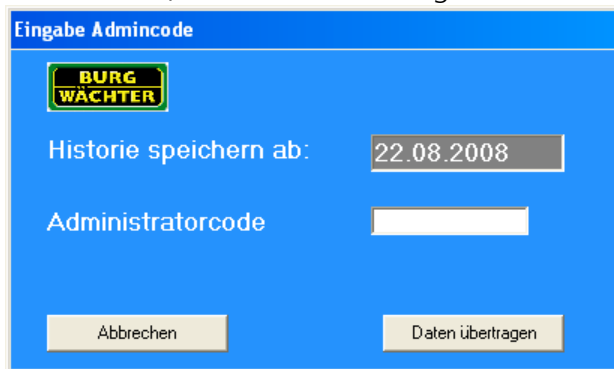 Eingabe Admincode
BURG
WÄCHTER
Historie speichern ab: 22.08.2008
Administratorcode
Abbrechen Daten übertragen